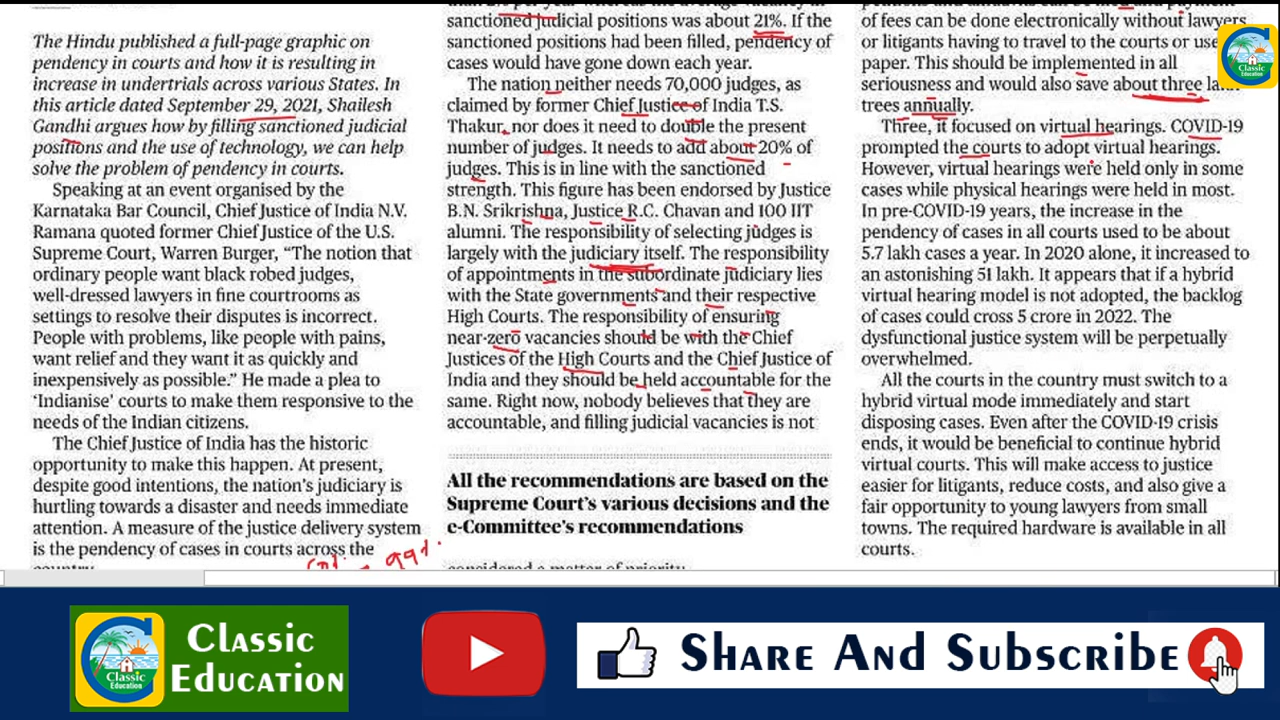 The Hindu published a full-page graphic on
pendency in courts and how it is resulting in
increase in undertrials across various States. In
this article dated September 29, 2021, Shailesh
Gandhi argues how by filling sanctioned judicial
positions and the use of technology, we can help
solve the problem of pendency in courts.
Speaking at an event organised by the
Karnataka Bar Council, Chief Justice of India N.V.
Ramana quoted former Chief Justice of the U.S.
Supreme Court, Warren Burger, “The notion that
ordinary people want black robed judges,
well-dressed lawyers in fine courtrooms as
settings to resolve their disputes is incorrect.
People with problems, like people with pains,
want relief and they want it as quickly and
inexpensively as possible.” He made a plea to
‘Indianise’ courts to make them responsive to the
needs of the Indian citizens.
The Chief Justice of India has the historic
opportunity to make this happen. At present,
despite good intentions, the nation’s judiciary is
hurtling towards a disaster and needs immediate
attention. A measure of the justice delivery system
is the pendency of cases in courts across the
country
99%
sanctioned judicial positions was about 21%. If the
sanctioned positions had been filled, pendency of
cases would have gone down each year.
The nation neither needs 70,000 judges, as
claimed by former Chief Justice of India T.S.
Thakur, nor does it need to double the present
number of judges. It needs to add about 20% of
judges. This is in line with the sanctioned
strength. This figure has been endorsed by Justice
B.N. Srikrishna, Justice R.C. Chavan and 100 IIT
alumni. The responsibility of selecting judges is
largely with the judiciary itself. The responsibility
of appointments in the subordinate judiciary lies
with the State governments and their respective
High Courts. The responsibility of ensuring
near-zero vacancies should be with the Chief
Justices of the High Courts and the Chief Justice of
India and they should be held accountable for the
same. Right now, nobody believes that they are
accountable, and filling judicial vacancies is not
All the recommendations are based on the
Supreme Court’s various decisions and the
e-Committee’s recommendations
considered a matter of priority
of fees can be done electronically without lawyers
or litigants having to travel to the courts or use
paper. This should be implemented in all
seriousness and would also save about three lakh
trees annually.
Three, it focused on virtual hearings. COVID-19
prompted the courts to adopt virtual hearings.
However, virtual hearings were held only in some
cases while physical hearings were held in most.
In pre-COVID-19 years, the increase in the
pendency of cases in all courts used to be about
5.7 lakh cases a year. In 2020 alone, it increased to
an astonishing 51 lakh. It appears that if a hybrid
virtual hearing model is not adopted, the backlog
of cases could cross 5 crore in 2022. The
dysfunctional justice system will be perpetually
overwhelmed.
All the courts in the country must switch to a
hybrid virtual mode immediately and start
disposing cases. Even after the COVID-19 crisis
ends, it would be beneficial to continue hybrid
virtual courts. This will make access to justice
easier for litigants, reduce costs, and also give a
fair opportunity to young lawyers from small
towns. The required hardware is available in all
courts.
Classic
Education
Classic
Education
Classic
Education
Share And Subscribe